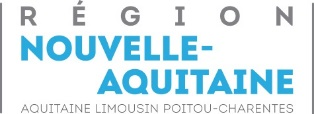 RÉGION
NOUVELLE-
AQUITAINE
AQUITAINE LIMOUSIN POITOU-CHARENTES